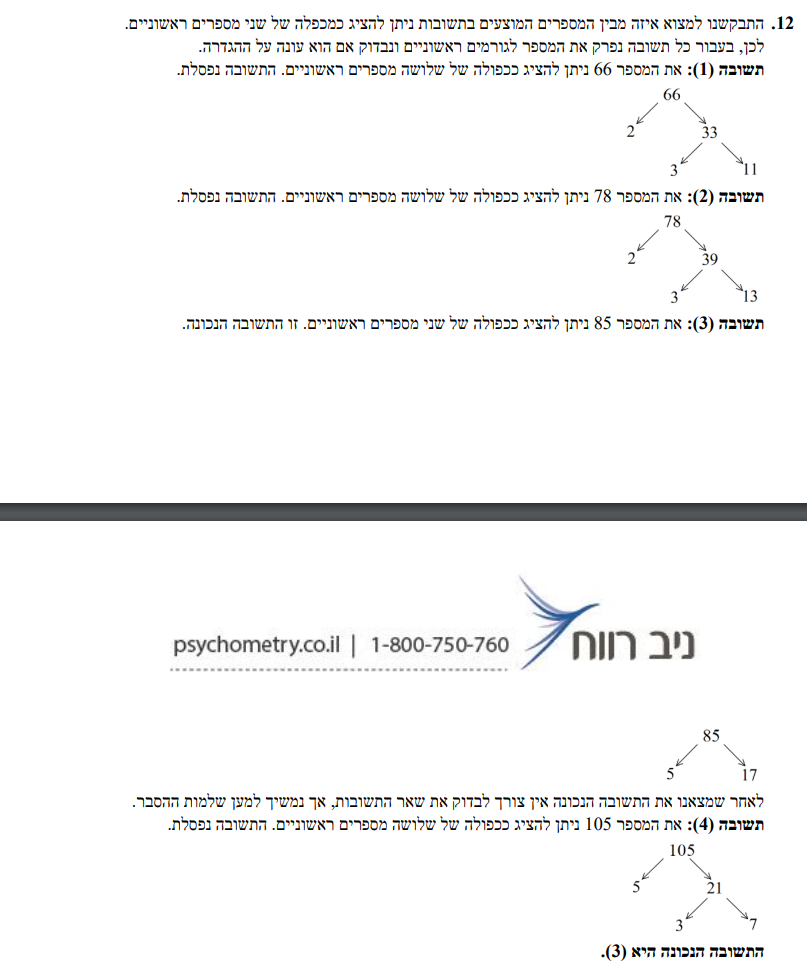 12. התבקשנו למצוא איזה מבין המספרים המוצעים בתשובות ניתן להציג כמכפלה של שני מספרים ראשוניים.
לכן, בעבור כל תשובה נפרק את המספר לגורמים ראשוניים ונבדוק אם הוא עונה על ההגדרה.
תשובה (1): את המספר 66 ניתן להציג ככפולה של שלושה מספרים ראשוניים. התשובה נפסלת.
66
2 33
3 11
תשובה (2): את המספר 78 ניתן להציג ככפולה של שלושה מספרים ראשוניים. התשובה נפסלת.
78
2 39
3 13
תשובה (3): את המספר 85 ניתן להציג ככפולה של שני מספרים ראשוניים. זו התשובה הנכונה.
ניב רווח
psychometry.co.il | 1-800-750-760
85
5 17
לאחר שמצאנו את התשובה הנכונה אין צורך לבדוק את שאר התשובות, אך נמשיך למען שלמות ההסבר.
תשובה (4): את המספר 105 ניתן להציג ככפולה של שלושה מספרים ראשוניים. התשובה נפסלת.
105
5 21
3 7
התשובה הנכונה היא (3).